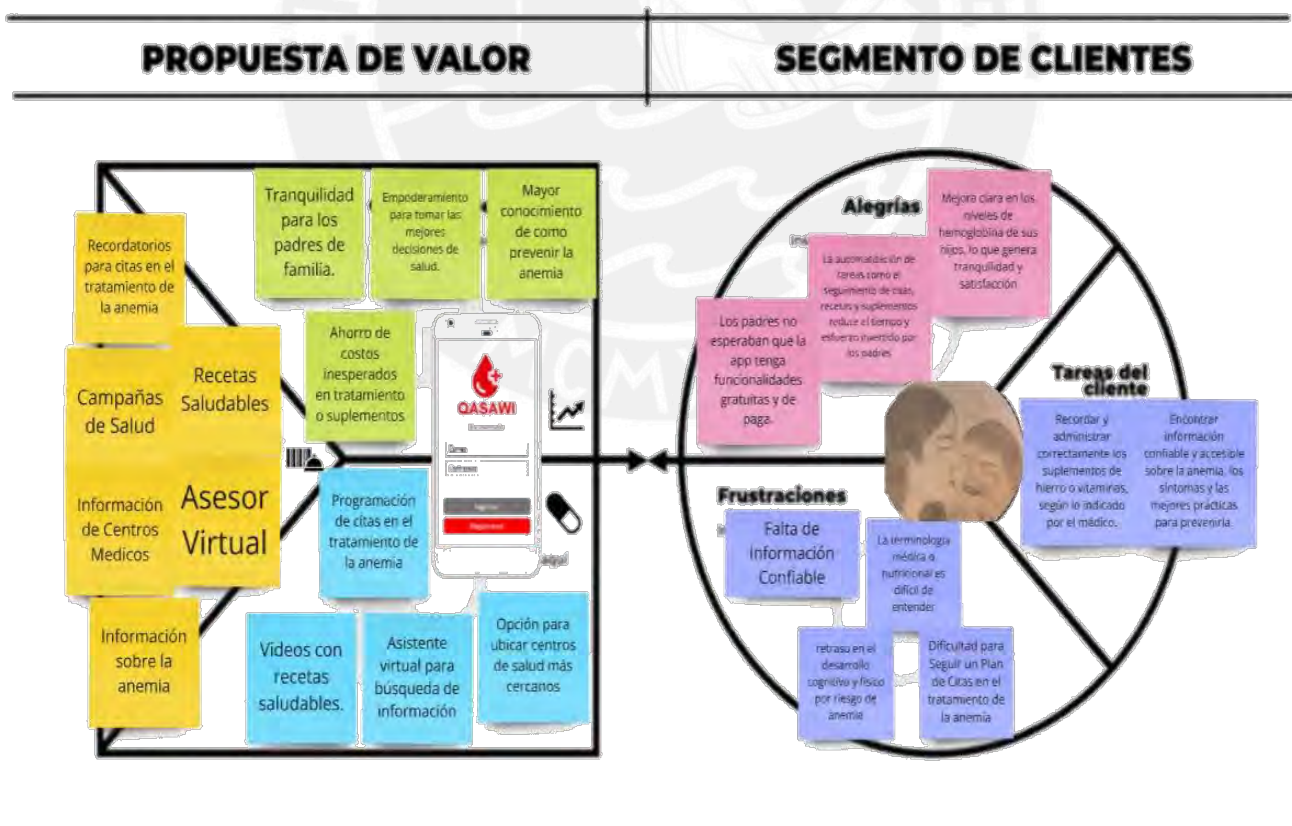 PROPUESTA DE VALOR
SEGMENTO DE CLIENTES
Recordatorios
para citas en el
tratamiento de
la anemia
Campañas
de Salud
Recetas
Saludables
Información
de Centros
Medicos
Asesor
Virtual
Información
sobre la
anemia
Tranquilidad
para los
padres de
familia.
Empoderamiento
para tomar las
mejores
decisiones de
salud.
Mayor
conocimiento
de como
prevenir la
anemia
Ahorro de
costos
inesperados
en tratamiento
o suplementos
QASAWI
Programación
de citas en el
tratamiento de
la anemia
Videos con
recetas
saludables.
Asistente
virtual para
búsqueda de
información
Opción para
ubicar centros
de salud más
cercanos
Alegrías
Mejora clara en los
niveles de
hemoglobina de sus
hijos, lo que genera
tranquilidad y
satisfacción
La automatización de
tareas como el
seguimiento de citas,
recetas y suplementos
reduce el tiempo y
esfuerzo invertido por
los padres
Los padres no
esperaban que la
app tenga
funcionalidades
gratuitas y de
paga.
Tareas del
cliente
Recordar y
administrar
correctamente los
suplementos de
hierro o vitaminas,
según lo indicado
por el médico.
Encontrar
información
confiable y accesible
sobre la anemia, los
síntomas y las
mejores prácticas
para prevenirla
Frustraciones
Falta de
Información
Confiable
La terminología
médica o
nutricional es
difícil de
entender
retraso en el
desarrollo
cognitivo y físico
por riesgo de
anemia
Dificultad para
Seguir un Plan
de Citas en el
tratamiento de
la anemia